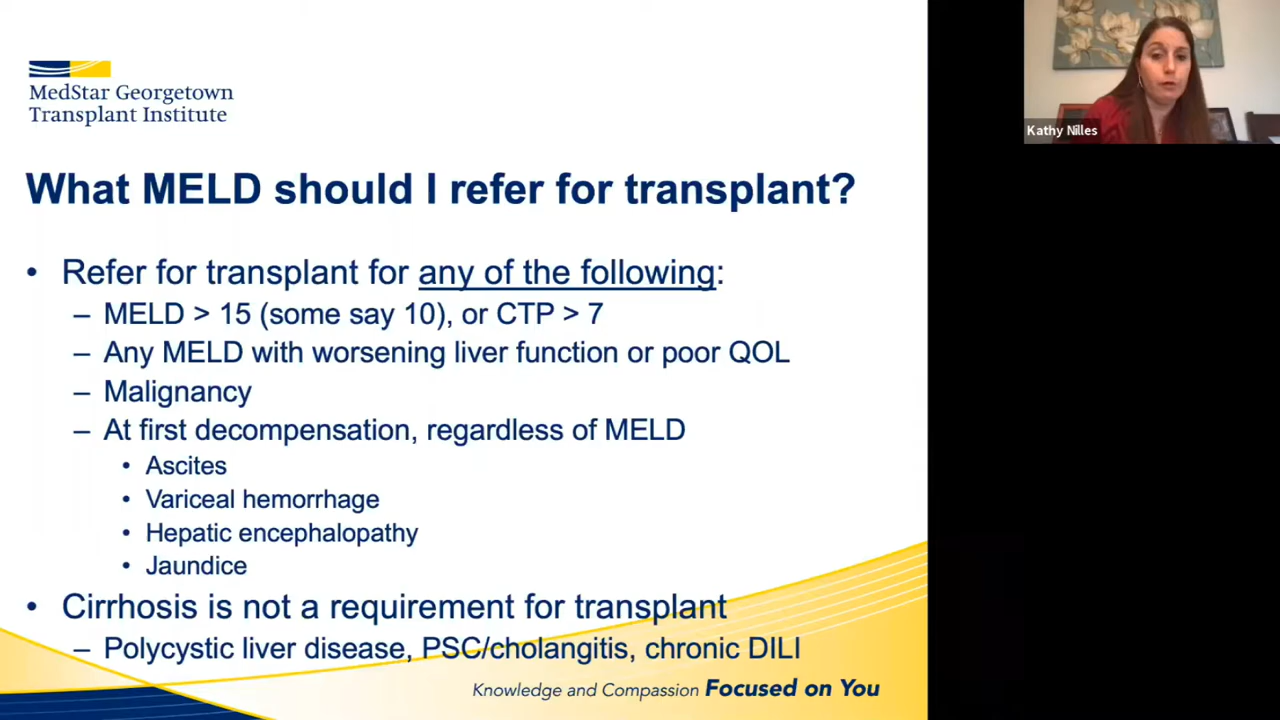 MedStar Georgetown
Transplant Institute
Kathy Nilles
What MELD should I refer for transplant?
• Refer for transplant for any of the following:
– MELD > 15 (some say 10), or CTP > 7
– Any MELD with worsening liver function or poor QOL
– Malignancy
– At first decompensation, regardless of MELD
• Ascites
• Variceal hemorrhage
• Hepatic encephalopathy
• Jaundice
• Cirrhosis is not a requirement for transplant
– Polycystic liver disease, PSC/cholangitis, chronic DILI
Knowledge and Compassion Focused on You